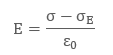 E = (σ − σ_E) / ε₀